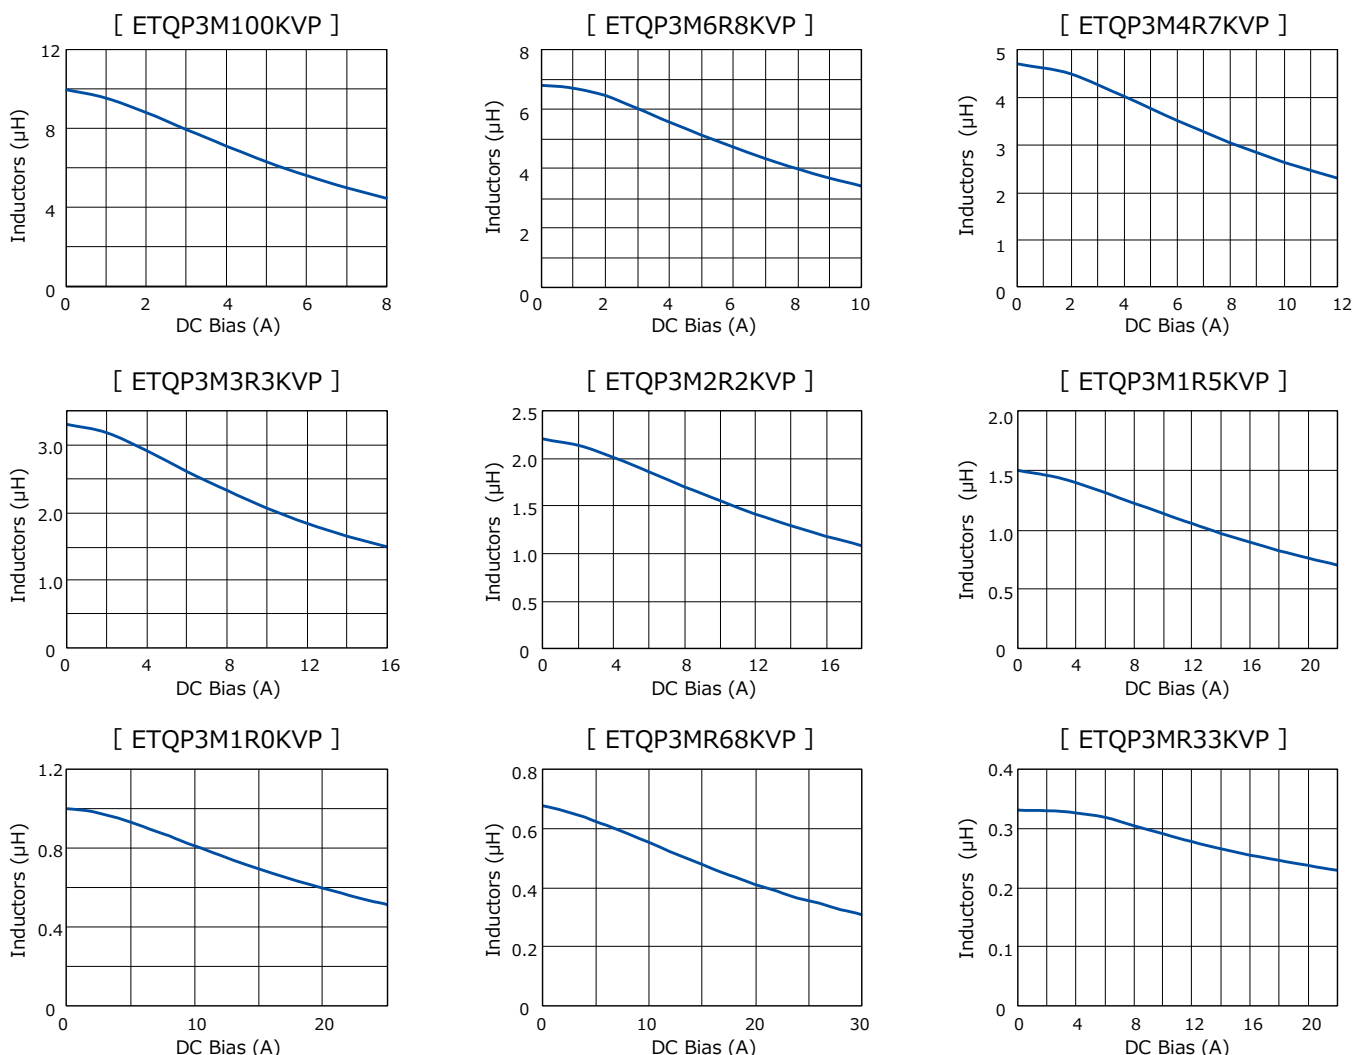 [ ETQP3M100KVP ]
12
8
4
0
Inductors (µH)
0 2 4 6 8
DC Bias (A)
[ ETQP3M6R8KVP ]
8
6
4
2
0
Inductors (µH)
0 2 4 6 8 10
DC Bias (A)
[ ETQP3M4R7KVP ]
5
4
3
2
1
0
Inductors (µH)
0 2 4 6 8 10 12
DC Bias (A)
[ ETQP3M3R3KVP ]
3.0
2.0
1.0
0
Inductors (µH)
0 4 8 12 16
DC Bias (A)
[ ETQP3M2R2KVP ]
2.5
2.0
1.5
1.0
0.5
0
Inductors (µH)
0 4 8 12 16
DC Bias (A)
[ ETQP3M1R5KVP ]
2.0
1.5
1.0
0.5
0
Inductors (µH)
0 4 8 12 16 20
DC Bias (A)
[ ETQP3M1R0KVP ]
1.2
0.8
0.4
0
Inductors (µH)
0 10 20
DC Bias (A)
[ ETQP3MR68KVP ]
0.8
0.6
0.4
0.2
0
Inductors (µH)
0 10 20 30
DC Bias (A)
[ ETQP3MR33KVP ]
0.4
0.3
0.2
0.1
0
Inductors (µH)
0 4 8 12 16 20
DC Bias (A)